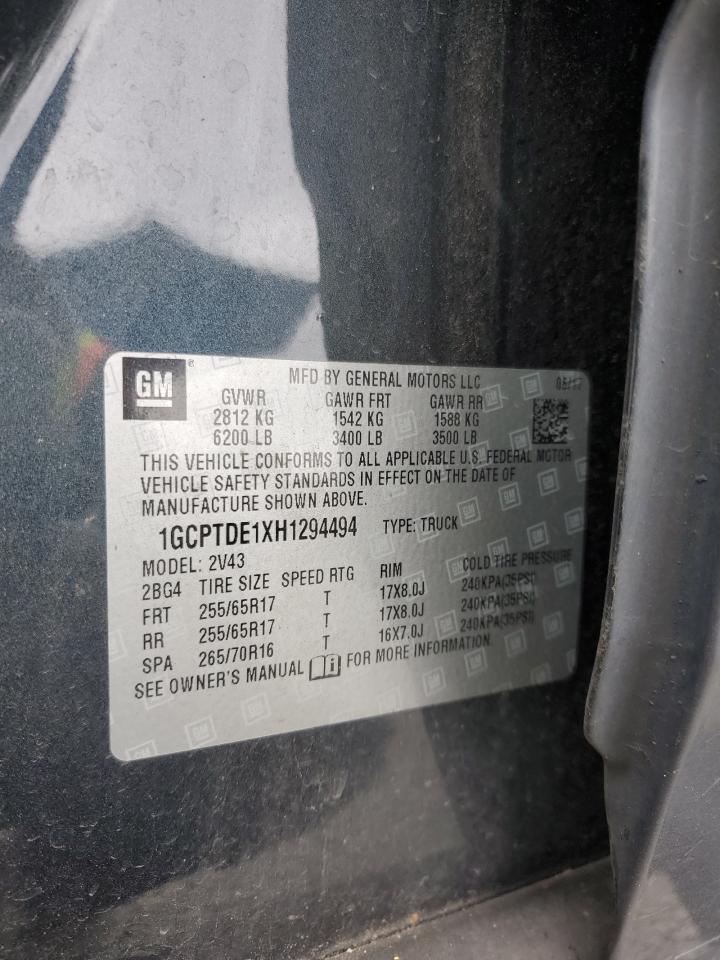 GM ®
MFD BY GENERAL MOTORS LLC 05/17
GVWR GAWR FRT GAWR RR
2812 KG 1542 KG 1588 KG
6200 LB 3400 LB 3500 LB
THIS VEHICLE CONFORMS TO ALL APPLICABLE U.S. FEDERAL MOTOR
VEHICLE SAFETY STANDARDS IN EFFECT ON THE DATE OF
MANUFACTURE SHOWN ABOVE.
1GCPTDE1XH1294494 TYPE: TRUCK
MODEL: 2V43
2BG4 TIRE SIZE SPEED RTG RIM COLD TIRE PRESSURE
FRT 255/65R17 T 17X8.0J 240KPA(35PSI)
RR 255/65R17 T 17X8.0J 240KPA(35PSI)
SPA 265/70R16 T 16X7.0J 240KPA(35PSI)
SEE OWNER'S MANUAL i FOR MORE INFORMATION.